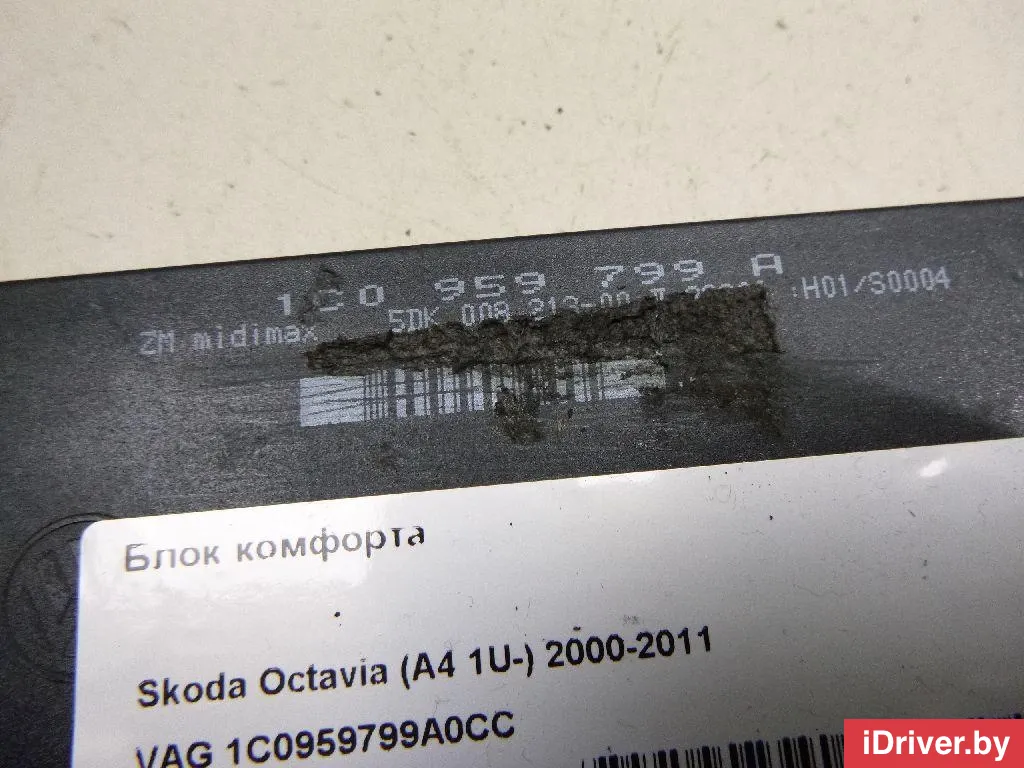 1C0 959 799 A
ZM midimax 5DK 008 :H01/S0004
Блок комфорта
Skoda Octavia (A4 1U-) 2000-2011
VAG 1C0959799A0CC
iDriver.by